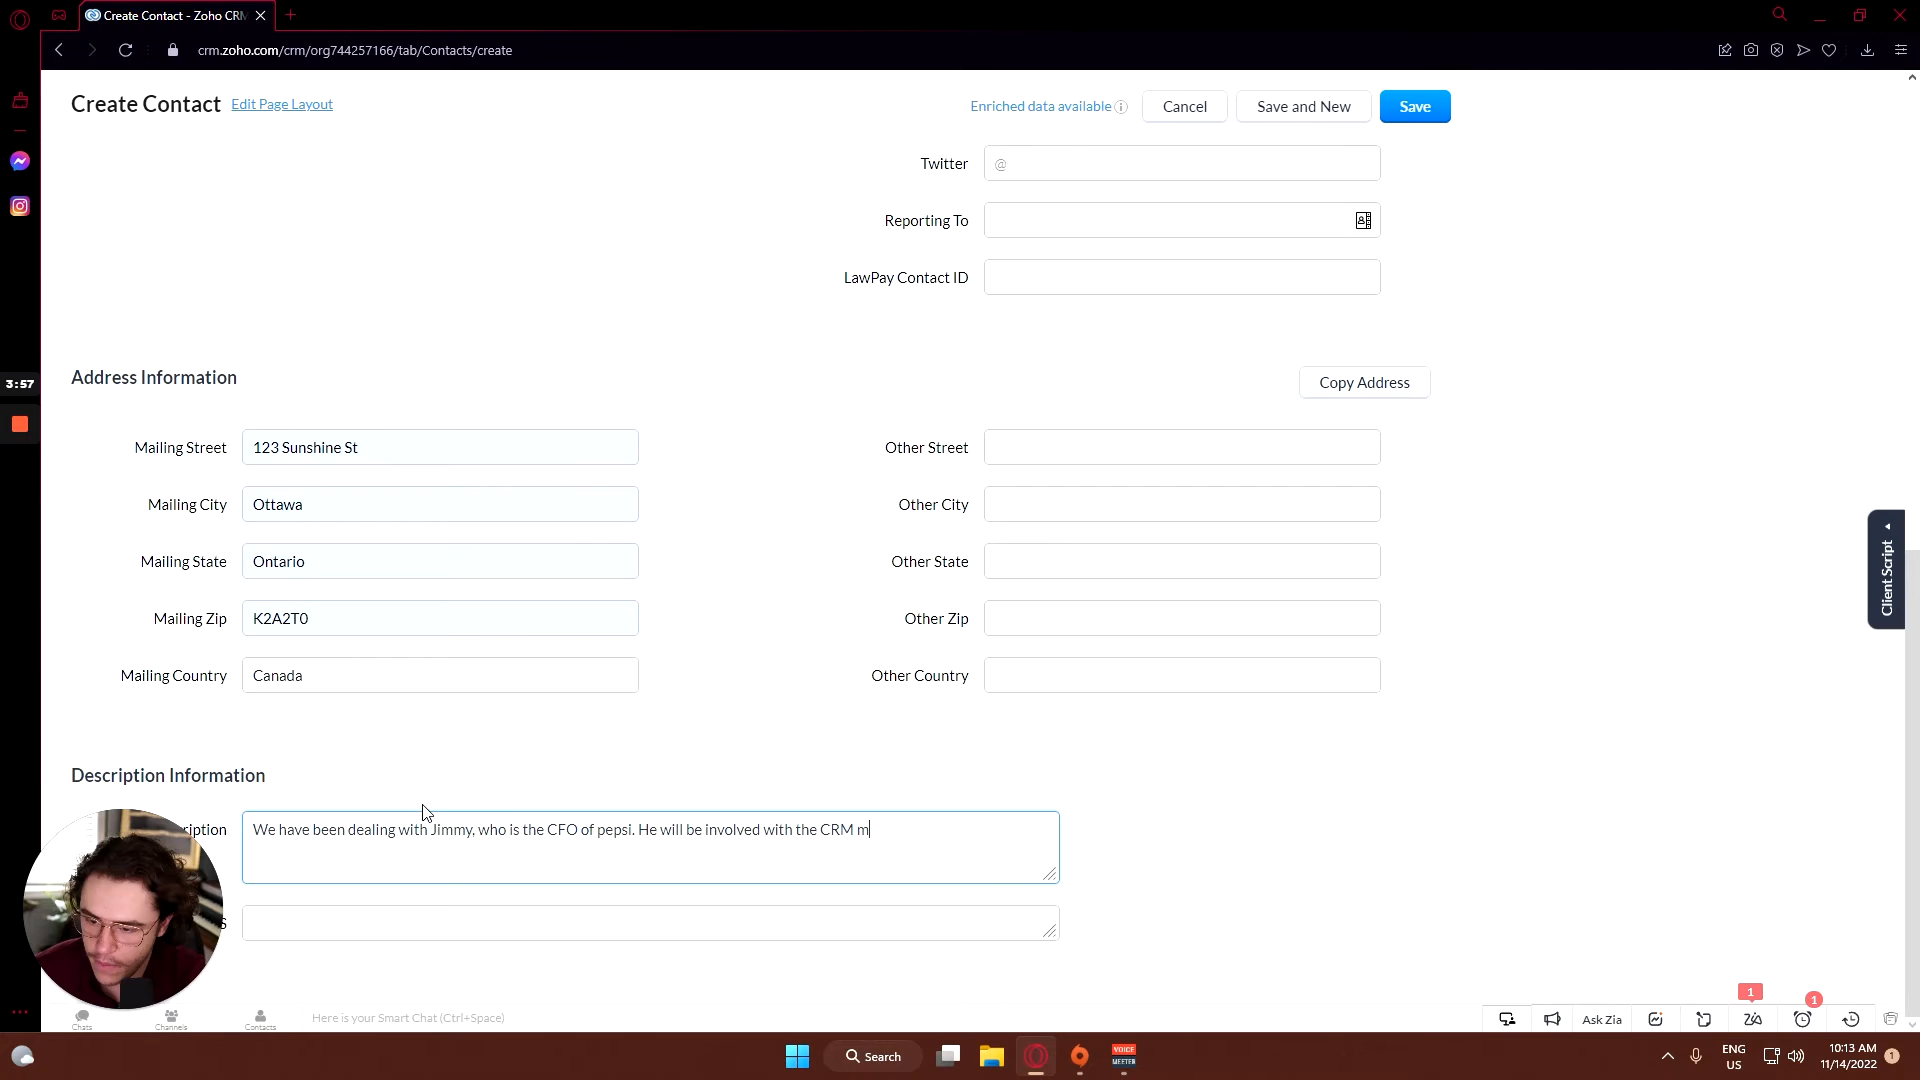 Create Contact - Zoho CRM
crm.zoho.com/crm/org744257166/tab/Contacts/create
Create Contact
Edit Page Layout
Enriched data available
Cancel
Save and New
Save
Twitter
@
Reporting To
LawPay Contact ID
3:57
Address Information
Copy Address
Mailing Street
123 Sunshine St
Other Street
Mailing City
Ottawa
Other City
Mailing State
Ontario
Other State
Mailing Zip
K2A2T0
Other Zip
Mailing Country
Canada
Other Country
Client Script
Description Information
ription
We have been dealing with Jimmy, who is the CFO of pepsi. He will be involved with the CRM m
S
Chats
Channels
Contacts
Here is your Smart Chat (Ctrl+Space)
Ask Zia
1
1
Search
VOICE
MEETER
ENG
US
10:13 AM
11/14/2022
1